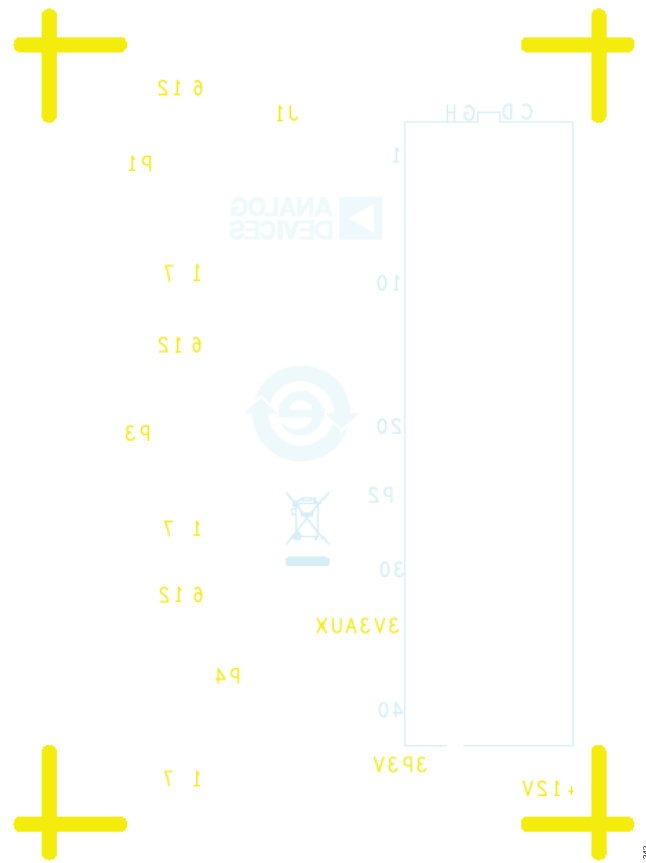 6 12
J1
C D G H
P1
1
ANALOG
DEVICES
1 7
10
6 12
20
P3
P2
1 7
30
6 12
3V3AUX
P4
40
3P3V
1 7
+12V